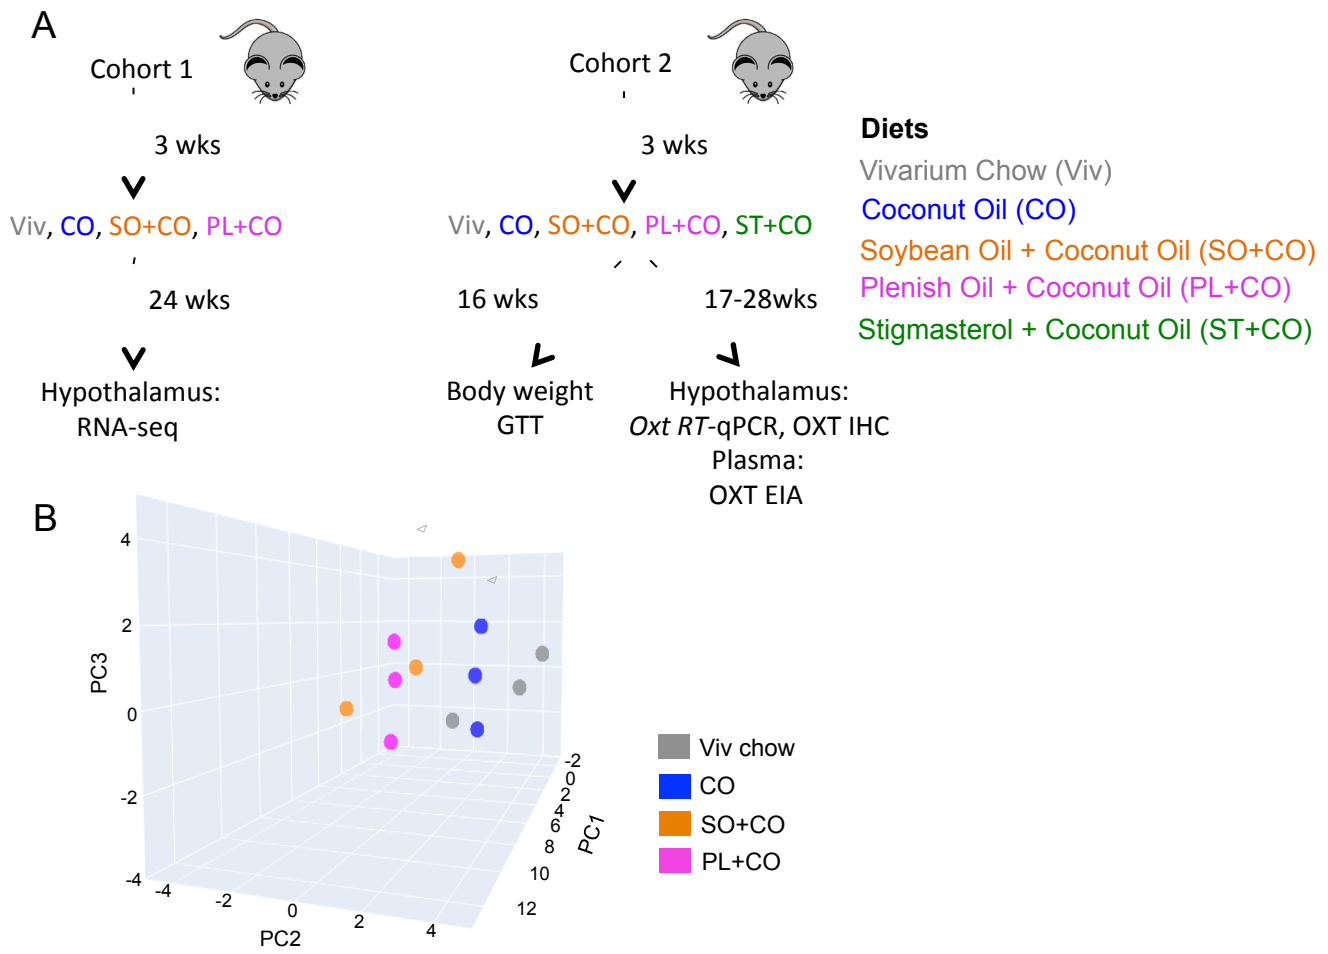 A
Cohort 1
3 wks
Viv, CO, SO+CO, PL+CO
24 wks
Hypothalamus:
RNA-seq
Cohort 2
3 wks
Viv, CO, SO+CO, PL+CO, ST+CO
16 wks
17-28wks
Body weight
GTT
Hypothalamus:
Oxt RT-qPCR, OXT IHC
Plasma:
OXT EIA
Diets
Vivarium Chow (Viv)
Coconut Oil (CO)
Soybean Oil + Coconut Oil (SO+CO)
Plenish Oil + Coconut Oil (PL+CO)
Stigmasterol + Coconut Oil (ST+CO)
B
4
2
0
-2
-4
PC3
-4
-2
0
2
4
PC2
-2
0
2
4
6
8
10
12
PC1
Viv chow
CO
SO+CO
PL+CO